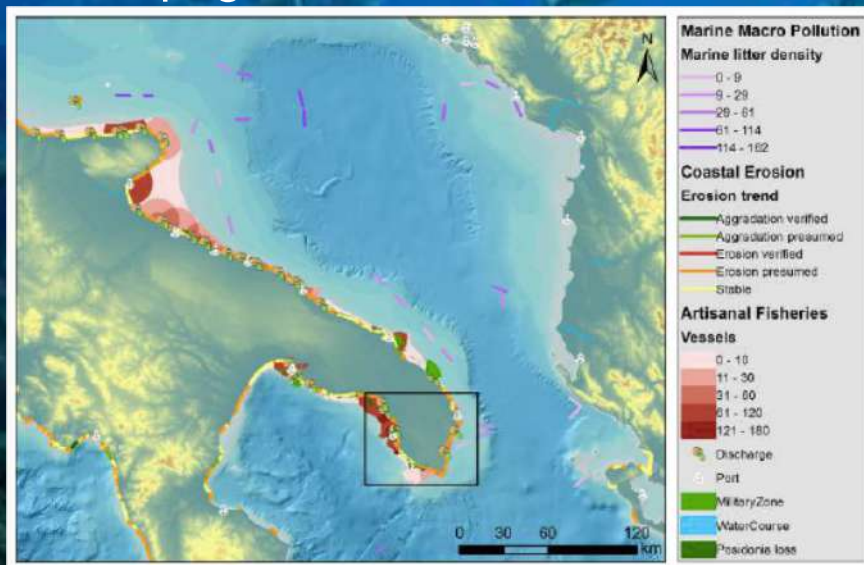 N
0 30 60 120
km
Marine Macro Pollution
Marine litter density
0 - 9
9 - 29
29 - 61
61 - 114
114 - 162
Coastal Erosion
Erosion trend
Aggradation verified
Aggradation presumed
Erosion verified
Erosion presumed
Stable
Artisanal Fisheries
Vessels
0 - 10
11 - 30
31 - 60
61 - 120
121 - 180
Discharge
Port
MilitaryZone
WaterCourse
Posidonia loss